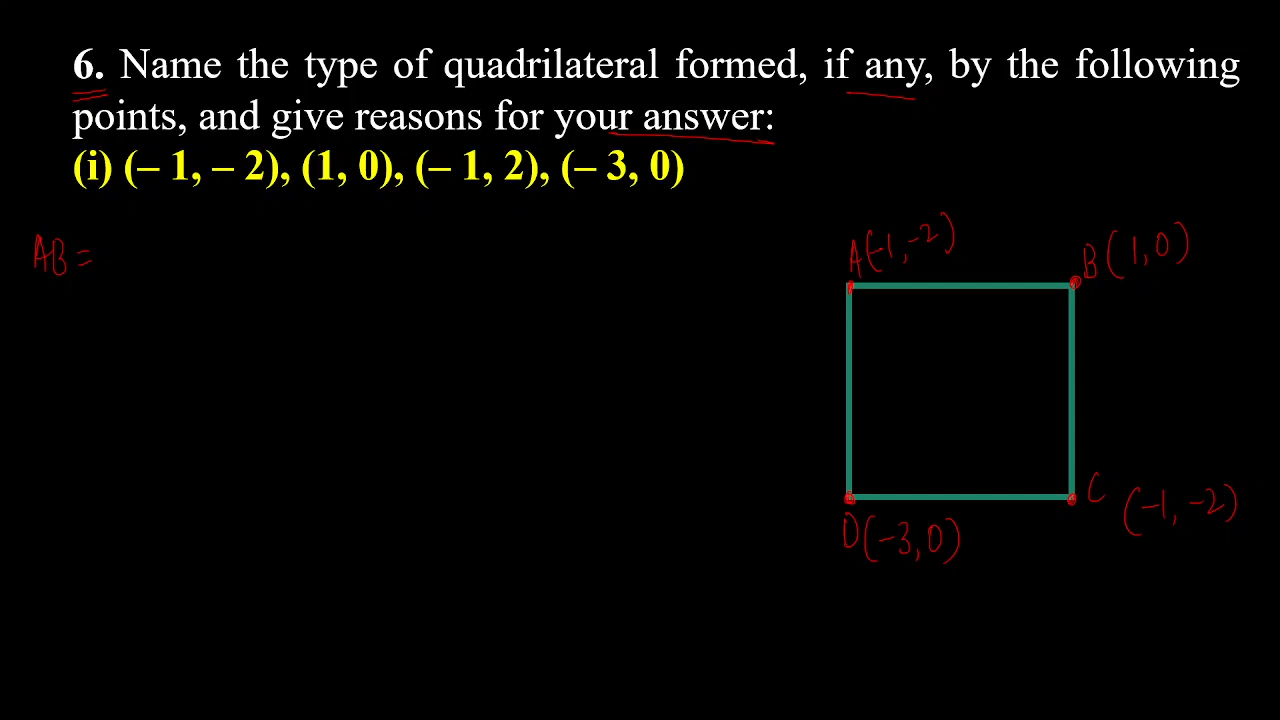 6. Name the type of quadrilateral formed, if any, by the following
points, and give reasons for your answer:
(i) (– 1, – 2), (1, 0), (– 1, 2), (– 3, 0)
AB =
A(-1, -2)
B(1, 0)
C (-1, -2)
D(-3, 0)